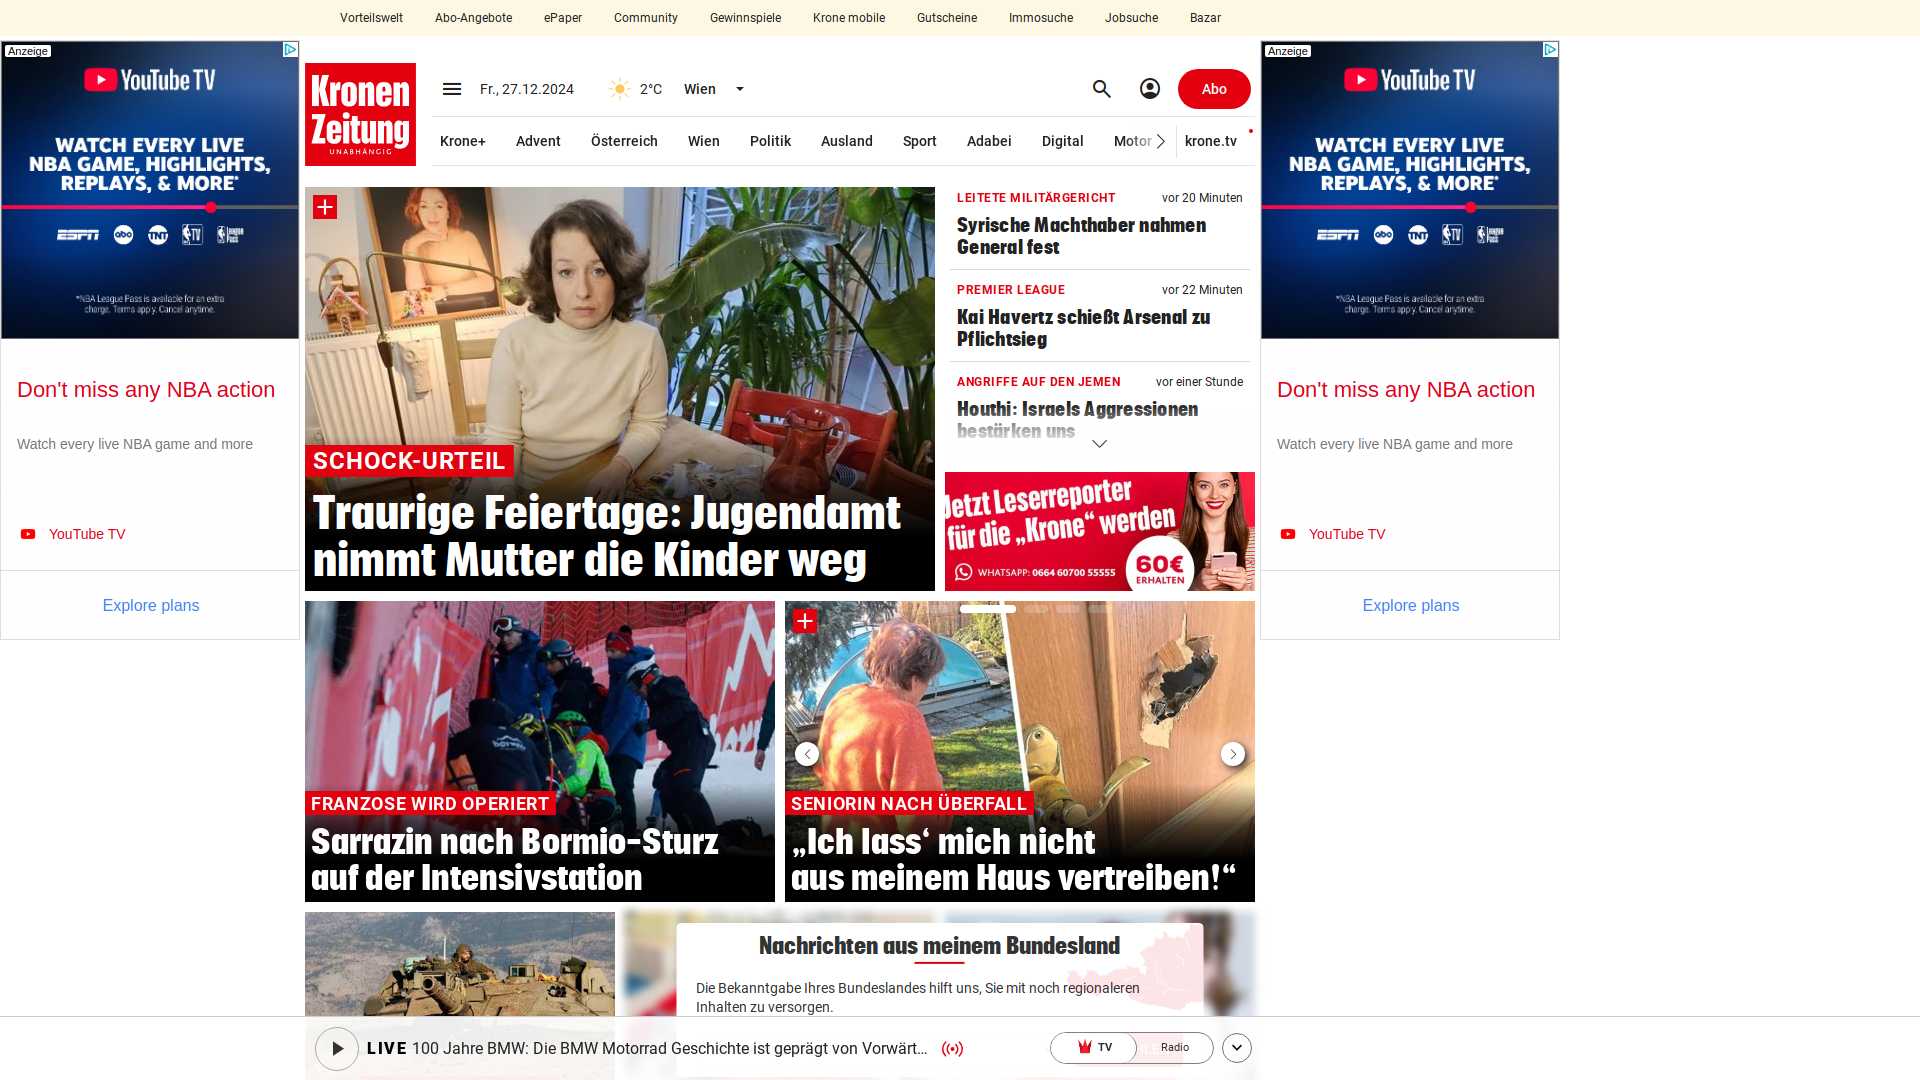 Vorteilswelt
Abo-Angebote
ePaper
Community
Gewinnspiele
Krone mobile
Gutscheine
Immosuche
Jobsuche
Bazar
Anzeige
YouTube TV
WATCH EVERY LIVE
NBA GAME, HIGHLIGHTS,
REPLAYS, & MORE*
ESPN
abc
TNT
NBA TV
*NBA League Pass is available for an extra
charge. Terms apply. Cancel anytime.
Don't miss any NBA action
Watch every live NBA game and more
YouTube TV
Explore plans
Kronen
Zeitung
UNABHÄNGIG
Fr., 27.12.2024
2°C
Wien
Abo
Krone+
Advent
Österreich
Wien
Politik
Ausland
Sport
Adabei
Digital
Motor
krone.tv
SCHOCK-URTEIL
Traurige Feiertage: Jugendamt
nimmt Mutter die Kinder weg
LEITETE MILITÄRGERICHT
vor 20 Minuten
Syrische Machthaber nahmen
General fest
PREMIER LEAGUE
vor 22 Minuten
Kai Havertz schießt Arsenal zu
Pflichtsieg
ANGRIFFE AUF DEN JEMEN
vor einer Stunde
Houthi: Israels Aggressionen
bestärken uns
Jetzt Leserreporter
für die „Krone“ werden
WHATSAPP: 0664 60700 55555
60€
ERHALTEN
FRANZOSE WIRD OPERIERT
Sarrazin nach Bormio-Sturz
auf der Intensivstation
SENIORIN NACH ÜBERFALL
„Ich lass‘ mich nicht
aus meinem Haus vertreiben!“
Nachrichten aus meinem Bundesland
Die Bekanntgabe Ihres Bundeslandes hilft uns, Sie mit noch regionaleren
Inhalten zu versorgen.
LIVE 100 Jahre BMW: Die BMW Motorrad Geschichte ist geprägt von Vorwärt...
TV
Radio
Anzeige
YouTube TV
WATCH EVERY LIVE
NBA GAME, HIGHLIGHTS,
REPLAYS, & MORE*
ESPN
abc
TNT
NBA TV
*NBA League Pass is available for an extra
charge. Terms apply. Cancel anytime.
Don't miss any NBA action
Watch every live NBA game and more
YouTube TV
Explore plans